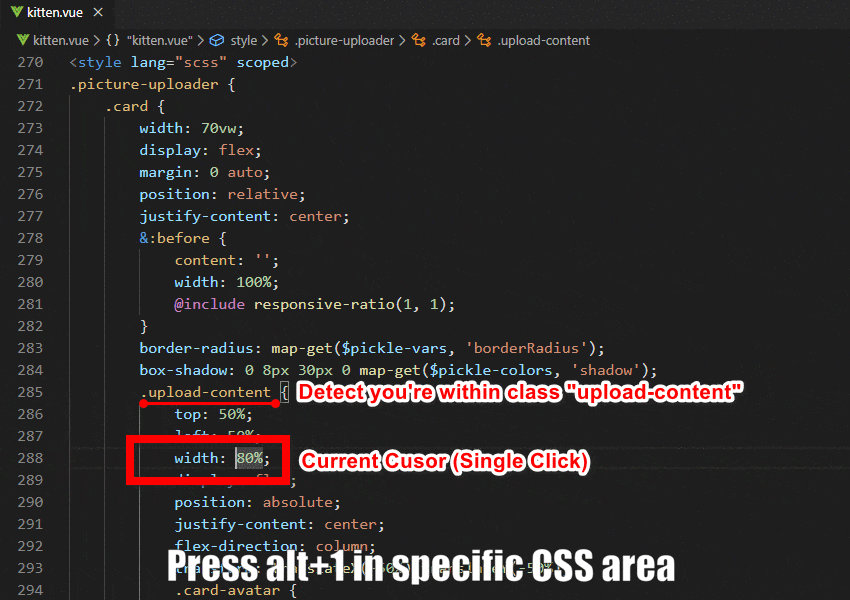 kitten.vue ×
kitten.vue > {} "kitten.vue" > style > .picture-uploader > .card > .upload-content
270 <style lang="scss" scoped>
271 .picture-uploader {
272 .card {
273 width: 70vw;
274 display: flex;
275 margin: 0 auto;
276 position: relative;
277 justify-content: center;
278 &:before {
279 content: '';
280 width: 100%;
281 @include responsive-ratio(1, 1);
282 }
283 border-radius: map-get($pickle-vars, 'borderRadius');
284 box-shadow: 0 8px 30px 0 map-get($pickle-colors, 'shadow');
285 .upload-content { Detect you're within class "upload-content"
286 top: 50%;
287 left: 50%;
288 width: 80%; Current Cusor (Single Click)
289 display: flex;
290 position: absolute;
291 justify-content: center;
292 flex-direction: column;
Press alt+1 in specific CSS area
293
294 .card-avatar {